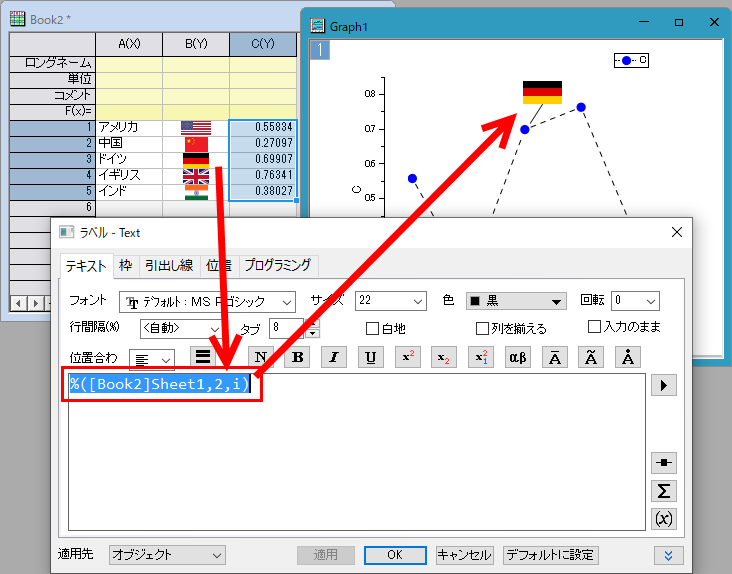 Book2 *
A(X) B(Y) C(Y)
ロングネーム
単位
コメント
F(x)=
1 アメリカ 0.55834
2 中国 0.27097
3 ドイツ 0.69907
4 イギリス 0.76341
5 インド 0.38027
6
Graph1
1
C
0.8
0.7
0.6
0.5
C
ラベル - Text
テキスト 枠 引出し線 位置 プログラミング
フォント デフォルト: MS Pゴシック サイズ 22 色 黒 回転 0
行間隔(%) <自動> タブ 8 白地 列を揃える 入力のまま
位置合わ N B I U x² x₂ x²₁ αβ Ā Ã Å
%([Book2]Sheet1,2,i)
Σ
(x)
適用先 オブジェクト 適用 OK キャンセル デフォルトに設定